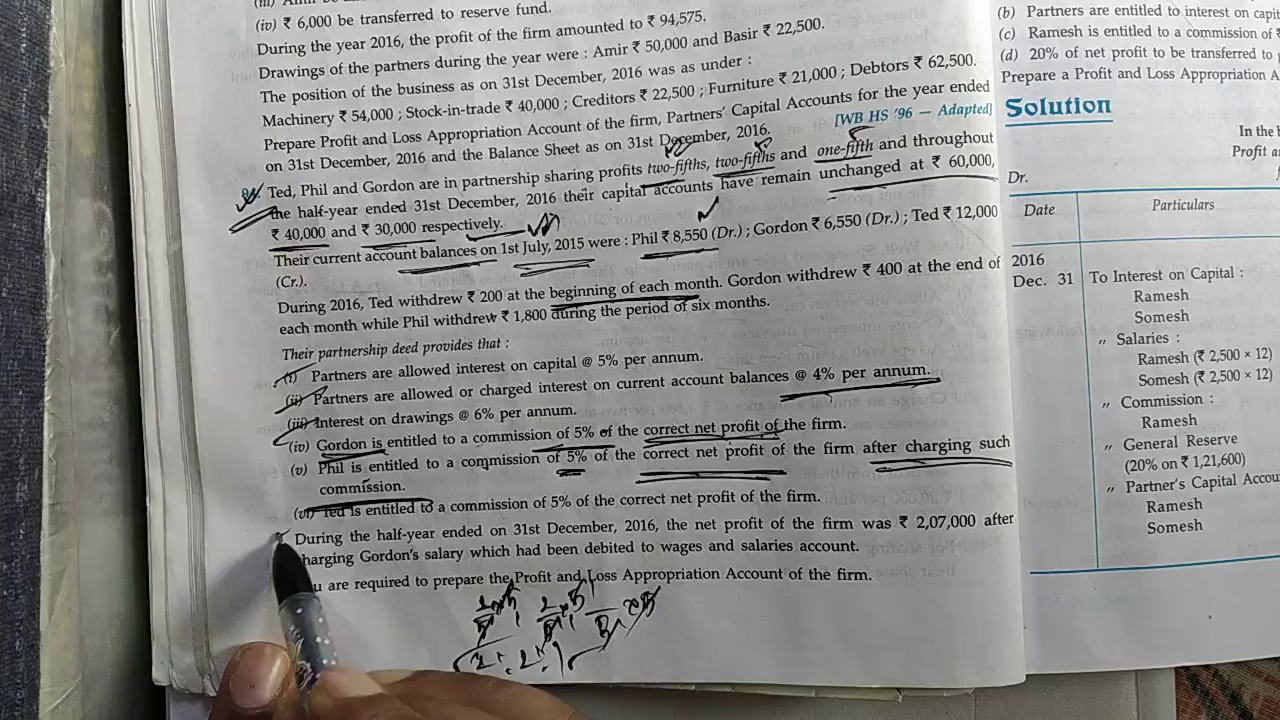 (iv) ₹ 6,000 be transferred to reserve fund.
During the year 2016, the profit of the firm amounted to ₹ 94,575.
Drawings of the partners during the year were : Amir ₹ 50,000 and Basir ₹ 22,500.
The position of the business as on 31st December, 2016 was as under :
Machinery ₹ 54,000 ; Stock-in-trade ₹ 40,000 ; Creditors ₹ 22,500 ; Furniture ₹ 21,000 ; Debtors ₹ 62,500.
Prepare Profit and Loss Appropriation Account of the firm, Partners' Capital Accounts for the year ended
on 31st December, 2016 and the Balance Sheet as on 31st December, 2016.
[WB HS '96 — Adapted]
Ted, Phil and Gordon are in partnership sharing profits two-fifths, two-fifths and one-fifth and throughout
the half-year ended 31st December, 2016 their capital accounts have remain unchanged at ₹ 60,000,
₹ 40,000 and ₹ 30,000 respectively.
Their current account balances on 1st July, 2015 were : Phil ₹ 8,550 (Dr.) ; Gordon ₹ 6,550 (Dr.) ; Ted ₹ 12,000
(Cr.).
During 2016, Ted withdrew ₹ 200 at the beginning of each month. Gordon withdrew ₹ 400 at the end of
each month while Phil withdrew ₹ 1,800 during the period of six months.
Their partnership deed provides that :
(i) Partners are allowed interest on capital @ 5% per annum.
(ii) Partners are allowed or charged interest on current account balances @ 4% per annum.
(iii) Interest on drawings @ 6% per annum.
(iv) Gordon is entitled to a commission of 5% of the correct net profit of the firm.
(v) Phil is entitled to a commission of 5% of the correct net profit of the firm after charging such
commission.
(vi) Ted is entitled to a commission of 5% of the correct net profit of the firm.
During the half-year ended on 31st December, 2016, the net profit of the firm was ₹ 2,07,000 after
harging Gordon's salary which had been debited to wages and salaries account.
u are required to prepare the Profit and Loss Appropriation Account of the firm.
(b) Partners are entitled to interest on capit
(c) Ramesh is entitled to a commission of ₹
(d) 20% of net profit to be transferred to
Prepare a Profit and Loss Appropriation A
Solution
In the
Profit a
Dr.
Date Particulars
2016
Dec. 31 To Interest on Capital :
Ramesh
Somesh
„ Salaries :
Ramesh (₹ 2,500 × 12)
Somesh (₹ 2,500 × 12)
„ Commission :
Ramesh
„ General Reserve
(20% on ₹ 1,21,600)
„ Partner's Capital Accou
Ramesh
Somesh